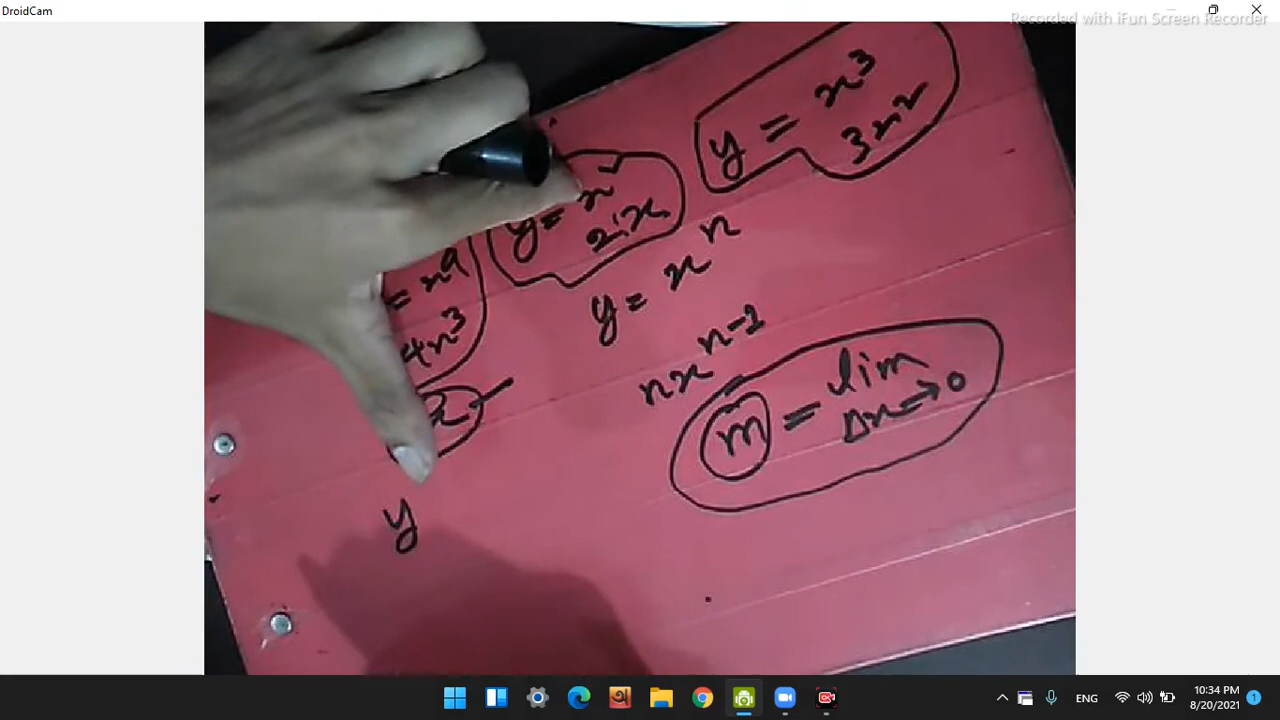 DroidCam
Recorded with iFun Screen Recorder
y = x³
3x²
y = x²
2x
= x⁴
4x³
y = xⁿ
nxⁿ⁻¹
m = lim
Δx→0
x
y
ENG
10:34 PM
8/20/2021
1